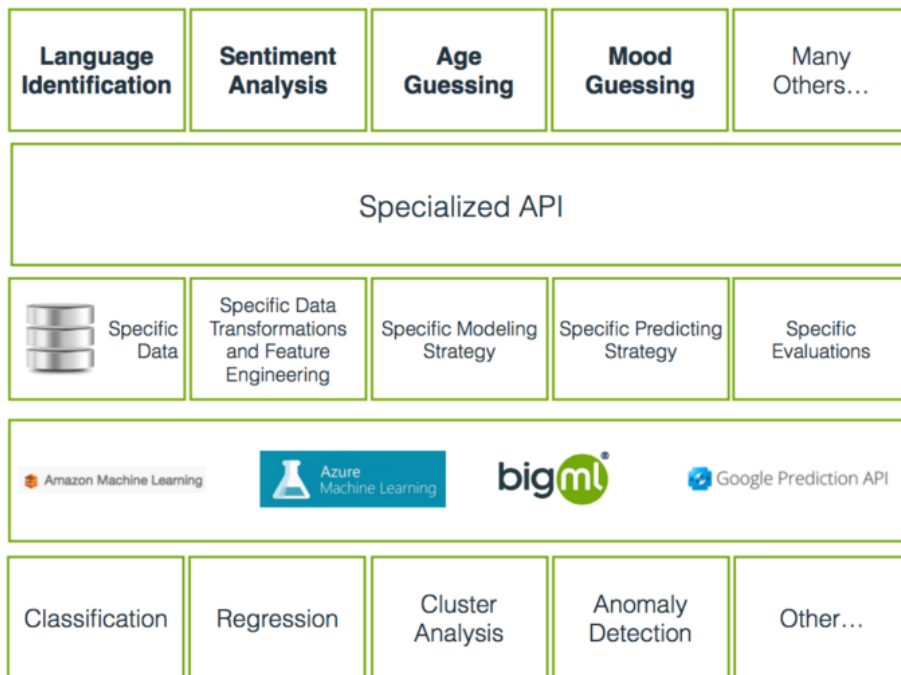 Language
Identification
Sentiment
Analysis
Age
Guessing
Mood
Guessing
Many
Others...
Specialized API
Specific
Data
Specific Data
Transformations
and Feature
Engineering
Specific Modeling
Strategy
Specific Predicting
Strategy
Specific
Evaluations
Amazon Machine Learning
Azure
Machine Learning
bigml®
Google Prediction API
Classification
Regression
Cluster
Analysis
Anomaly
Detection
Other...